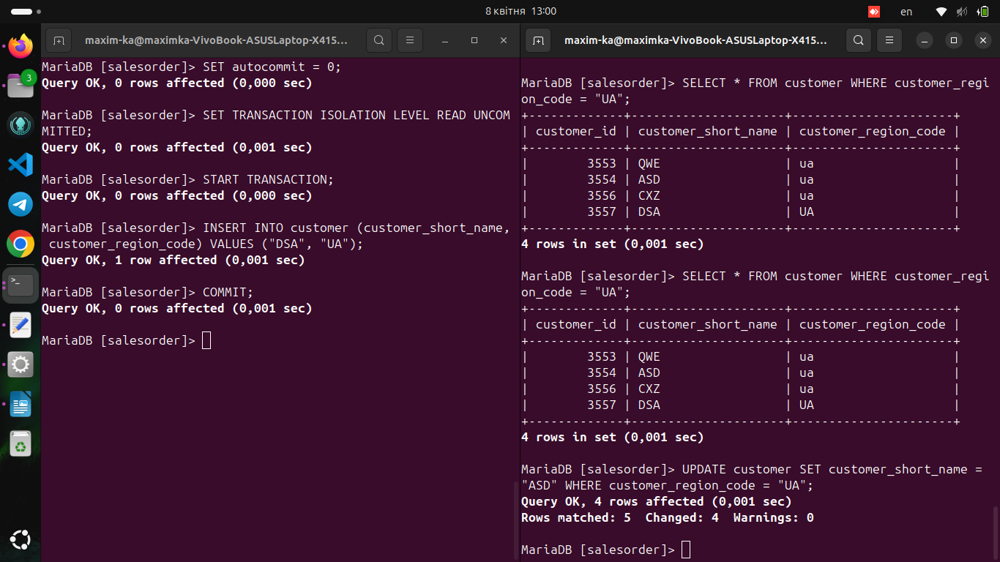 8 квітня 13:00
en
3
maxim-ka@maximka-VivoBook-ASUSLaptop-X415...
MariaDB [salesorder]> SET autocommit = 0;
Query OK, 0 rows affected (0,000 sec)
MariaDB [salesorder]> SET TRANSACTION ISOLATION LEVEL READ UNCOM
MITTED;
Query OK, 0 rows affected (0,001 sec)
MariaDB [salesorder]> START TRANSACTION;
Query OK, 0 rows affected (0,000 sec)
MariaDB [salesorder]> INSERT INTO customer (customer_short_name,
 customer_region_code) VALUES ("DSA", "UA");
Query OK, 1 row affected (0,001 sec)
MariaDB [salesorder]> COMMIT;
Query OK, 0 rows affected (0,001 sec)
MariaDB [salesorder]>
maxim-ka@maximka-VivoBook-ASUSLaptop-X415...
MariaDB [salesorder]> SELECT * FROM customer WHERE customer_regi
on_code = "UA";
+-------------+---------------------+----------------------+
| customer_id | customer_short_name | customer_region_code |
+-------------+---------------------+----------------------+
|        3553 | QWE                 | ua                   |
|        3554 | ASD                 | ua                   |
|        3556 | CXZ                 | ua                   |
|        3557 | DSA                 | UA                   |
+-------------+---------------------+----------------------+
4 rows in set (0,001 sec)
MariaDB [salesorder]> SELECT * FROM customer WHERE customer_regi
on_code = "UA";
+-------------+---------------------+----------------------+
| customer_id | customer_short_name | customer_region_code |
+-------------+---------------------+----------------------+
|        3553 | QWE                 | ua                   |
|        3554 | ASD                 | ua                   |
|        3556 | CXZ                 | ua                   |
|        3557 | DSA                 | UA                   |
+-------------+---------------------+----------------------+
4 rows in set (0,001 sec)
MariaDB [salesorder]> UPDATE customer SET customer_short_name =
"ASD" WHERE customer_region_code = "UA";
Query OK, 4 rows affected (0,001 sec)
Rows matched: 5  Changed: 4  Warnings: 0
MariaDB [salesorder]>